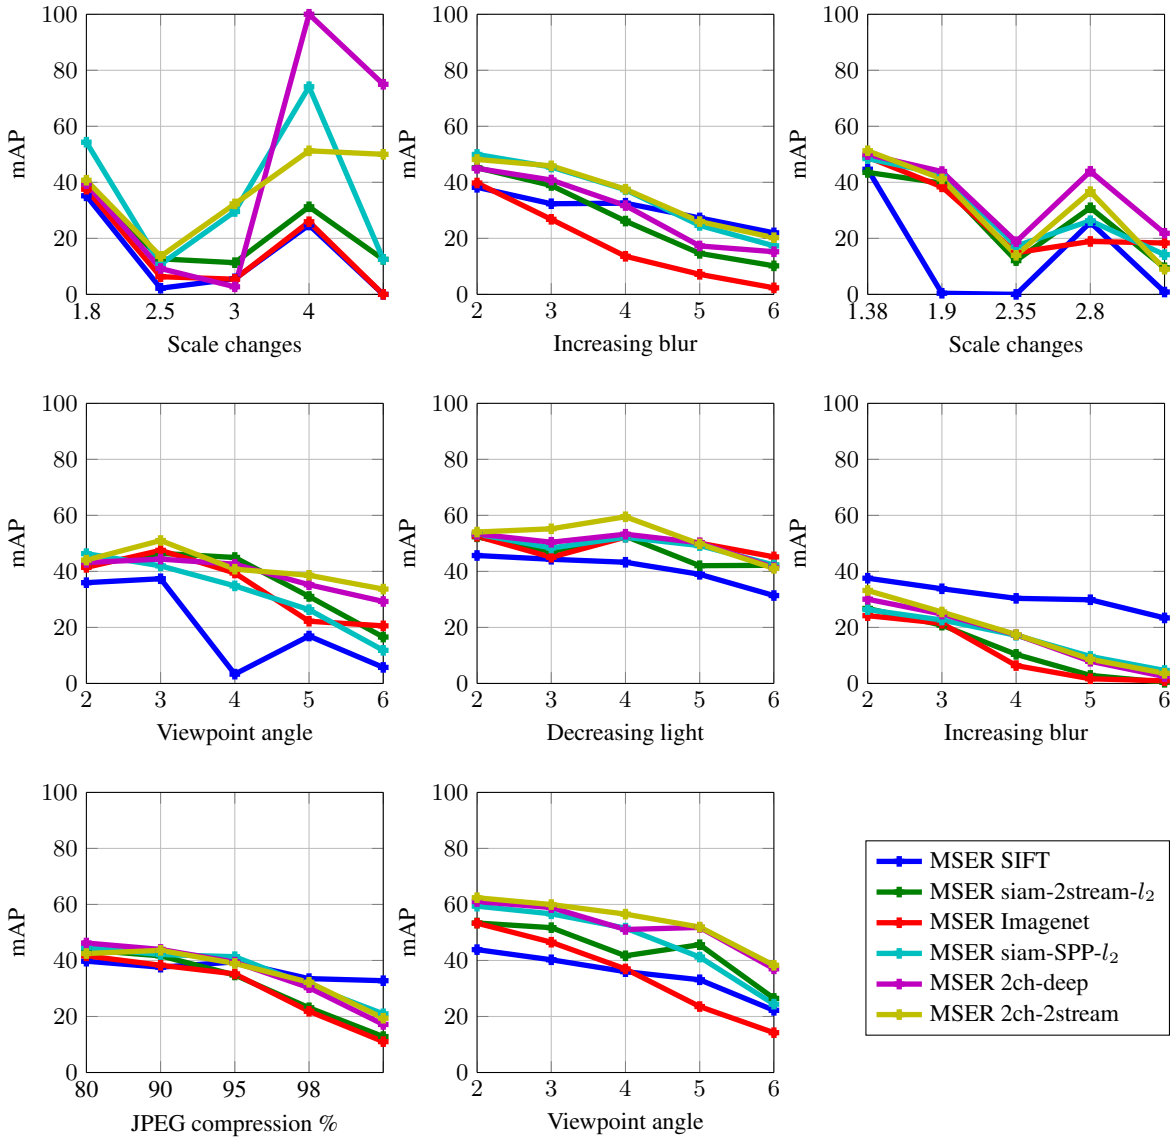 100
80
60
40
20
0
mAP
1.8 2.5 3 4
Scale changes
100
80
60
40
20
0
mAP
2 3 4 5 6
Increasing blur
100
80
60
40
20
0
mAP
1.38 1.9 2.35 2.8
Scale changes
100
80
60
40
20
0
mAP
2 3 4 5 6
Viewpoint angle
100
80
60
40
20
0
mAP
2 3 4 5 6
Decreasing light
100
80
60
40
20
0
mAP
2 3 4 5 6
Increasing blur
100
80
60
40
20
0
mAP
80 90 95 98
JPEG compression %
100
80
60
40
20
0
mAP
2 3 4 5 6
Viewpoint angle
MSER SIFT
MSER siam-2stream-l₂
MSER Imagenet
MSER siam-SPP-l₂
MSER 2ch-deep
MSER 2ch-2stream